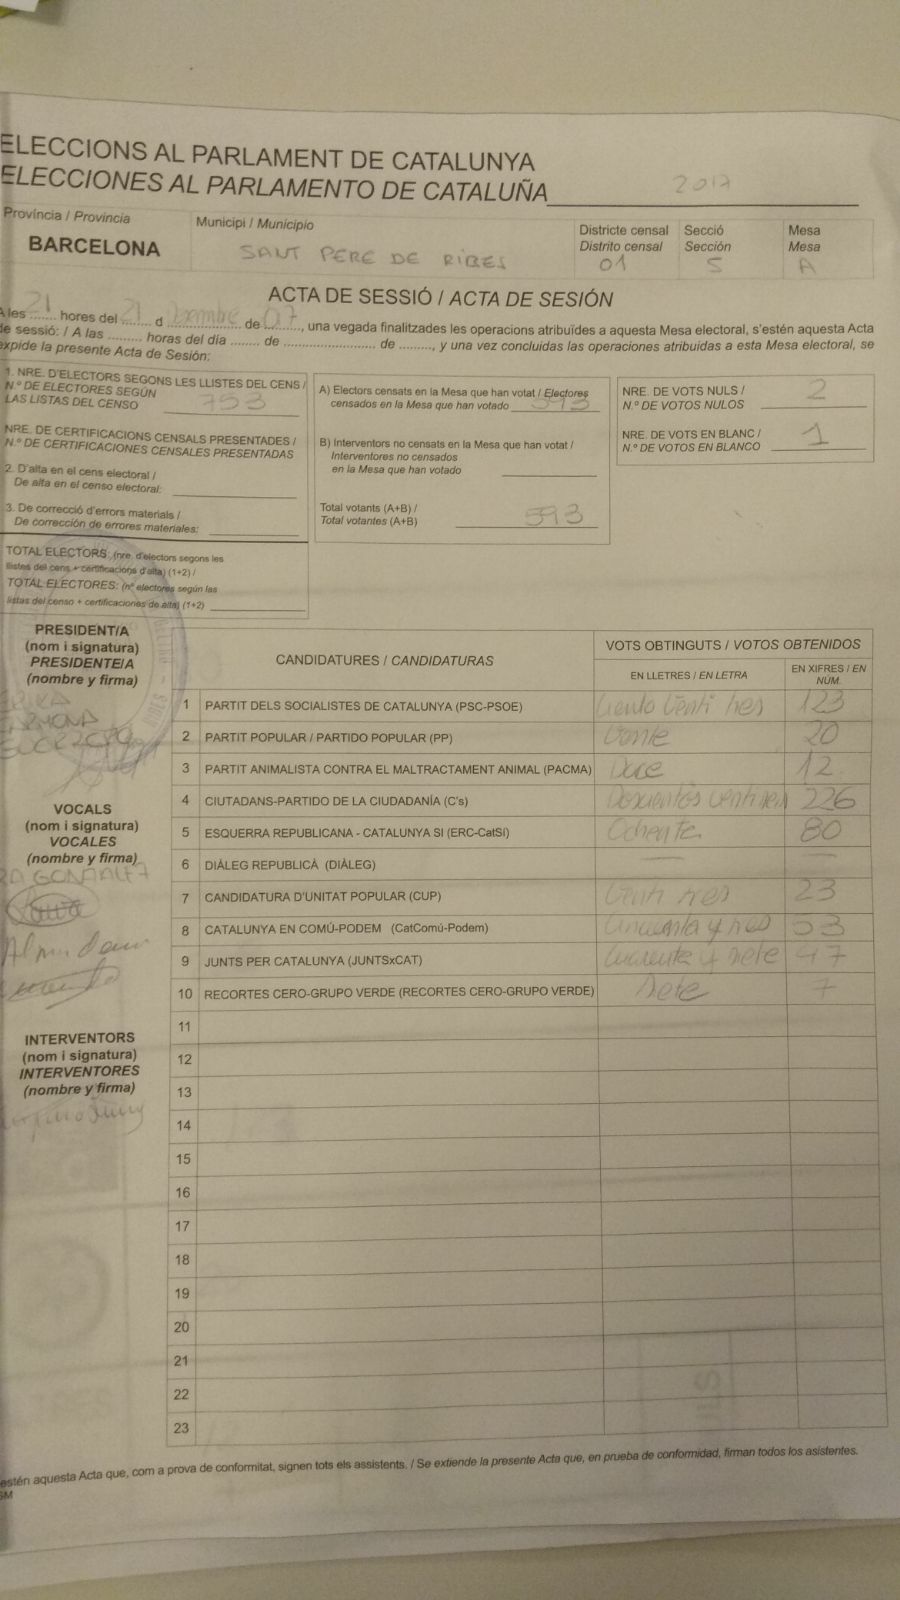 ELECCIONS AL PARLAMENT DE CATALUNYA
ELECCIONES AL PARLAMENTO DE CATALUÑA 2017
Província / Provincia
BARCELONA
Municipi / Municipio
SANT PERE DE RIBES
Districte censal
Distrito censal
01
Secció
Sección
5
Mesa
Mesa
A
ACTA DE SESSIÓ / ACTA DE SESIÓN
A les 21 hores del 21 d Desembre de 017, una vegada finalitzades les operacions atribuïdes a aquesta Mesa electoral, s'estén aquesta Acta
de sessió: / A las ......... horas del día ....... de ........................ de ........, y una vez concluidas las operaciones atribuidas a esta Mesa electoral, se
expide la presente Acta de Sesión:
1. NRE. D'ELECTORS SEGONS LES LLISTES DEL CENS /
N.º DE ELECTORES SEGÚN
LAS LISTAS DEL CENSO 753
NRE. DE CERTIFICACIONS CENSALS PRESENTADES /
N.º DE CERTIFICACIONES CENSALES PRESENTADAS
2. D'alta en el cens electoral /
De alta en el censo electoral:
3. De correcció d'errors materials /
De corrección de errores materiales:
TOTAL ELECTORS: (nre. d'electors segons les
llistes del cens + certificacions d'alta) (1+2) /
TOTAL ELECTORES: (nº electores según las
listas del censo + certificaciones de alta) (1+2)
A) Electors censats en la Mesa que han votat / Electores
censados en la Mesa que han votado 593
B) Interventors no censats en la Mesa que han votat /
Interventores no censados
en la Mesa que han votado
Total votants (A+B) /
Total votantes (A+B) 593
NRE. DE VOTS NULS /
N.º DE VOTOS NULOS 2
NRE. DE VOTS EN BLANC /
N.º DE VOTOS EN BLANCO 1
PRESIDENT/A
(nom i signatura)
PRESIDENTE/A
(nombre y firma)
VOCALS
(nom i signatura)
VOCALES
(nombre y firma)
INTERVENTORS
(nom i signatura)
INTERVENTORES
(nombre y firma)
CANDIDATURES / CANDIDATURAS
VOTS OBTINGUTS / VOTOS OBTENIDOS
EN LLETRES / EN LETRA
EN XIFRES / EN
NÚM.
1 PARTIT DELS SOCIALISTES DE CATALUNYA (PSC-PSOE) Ciento Venti tres 123
2 PARTIT POPULAR / PARTIDO POPULAR (PP) Vente 20
3 PARTIT ANIMALISTA CONTRA EL MALTRACTAMENT ANIMAL (PACMA) Doce 12
4 CIUTADANS-PARTIDO DE LA CIUDADANÍA (C's) Doscientos ventiseis 226
5 ESQUERRA REPUBLICANA - CATALUNYA SI (ERC-CatSí) Ochenta 80
6 DIÀLEG REPUBLICÀ (DIÀLEG) — —
7 CANDIDATURA D'UNITAT POPULAR (CUP) Venti tres 23
8 CATALUNYA EN COMÚ-PODEM (CatComú-Podem) Cincuenta y tres 53
9 JUNTS PER CATALUNYA (JUNTSxCAT) Cuarenta y siete 47
10 RECORTES CERO-GRUPO VERDE (RECORTES CERO-GRUPO VERDE) Siete 7
11
12
13
14
15
16
17
18
19
20
21
22
23
estén aquesta Acta que, com a prova de conformitat, signen tots els assistents. / Se extiende la presente Acta que, en prueba de conformidad, firman todos los asistentes.